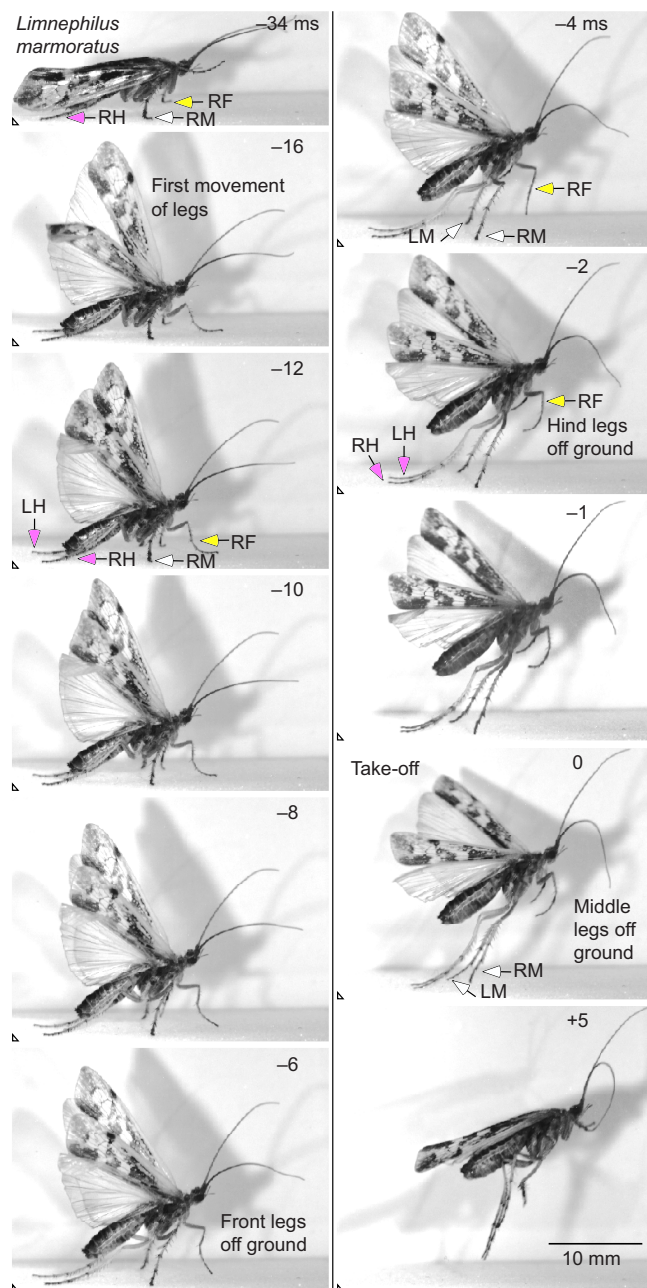 Limnephilus
marmoratus
–34 ms
RF
RH
RM
–16
First movement
of legs
–12
LH
RF
RH
RM
–10
–8
–6
Front legs
off ground
–4 ms
RF
LM
RM
–2
RF
Hind legs
off ground
LH
RH
–1
Take-off
0
Middle
legs off
ground
RM
LM
+5
10 mm